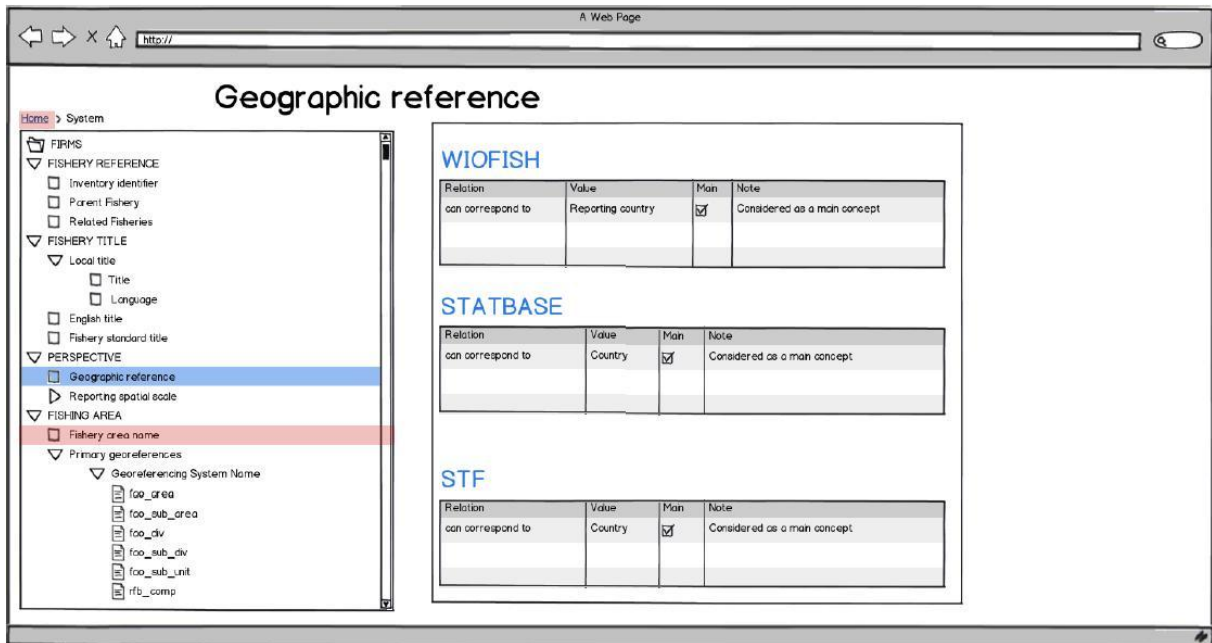 A Web Page
http://
Geographic reference
Home > System
FIRMS
FISHERY REFERENCE
Inventory identifier
Parent Fishery
Related Fisheries
FISHERY TITLE
Local title
Title
Language
English title
Fishery standard title
PERSPECTIVE
Geographic reference
Reporting spatial scale
FISHING AREA
Fishery area name
Primary georeferences
Georeferencing System Name
fao_area
fao_sub_area
fao_div
fao_sub_div
fao_sub_unit
rfb_comp
WIOFISH
Relation Value Main Note
can correspond to Reporting country Considered as a main concept
STATBASE
Relation Value Main Note
can correspond to Country Considered as a main concept
STF
Relation Value Main Note
can correspond to Country Considered as a main concept